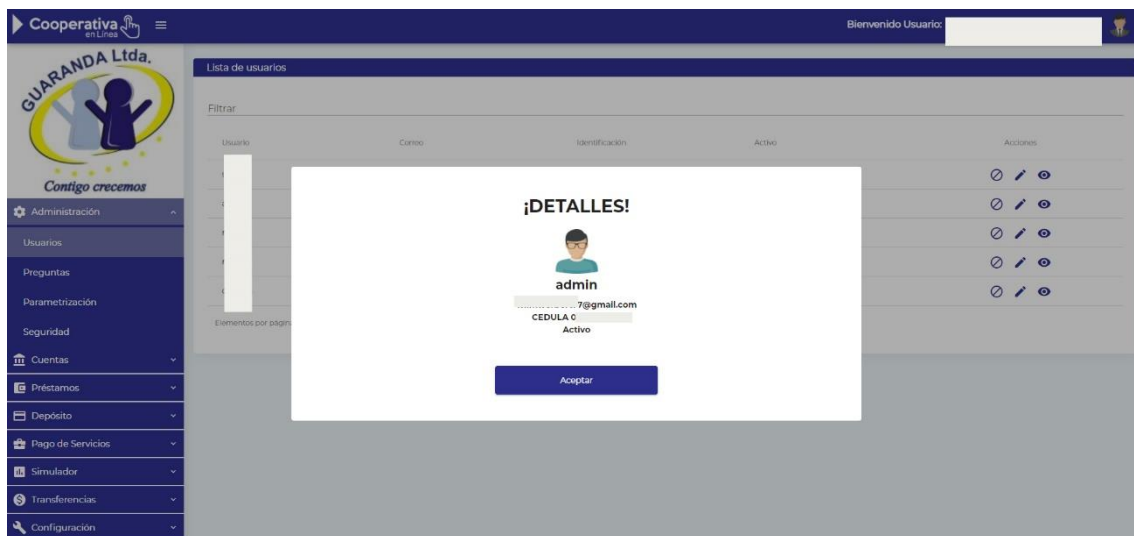 Cooperativa
en Línea
Bienvenido Usuario:
GUARANDA Ltda.
Contigo crecemos
Administración
Usuarios
Preguntas
Parametrización
Seguridad
Cuentas
Préstamos
Depósito
Pago de Servicios
Simulador
Transferencias
Configuración
Lista de usuarios
Filtrar
Usuario Correo Identificación Activo Acciones
Elementos por página
¡DETALLES!
admin
7@gmail.com
CEDULA 0
Activo
Aceptar